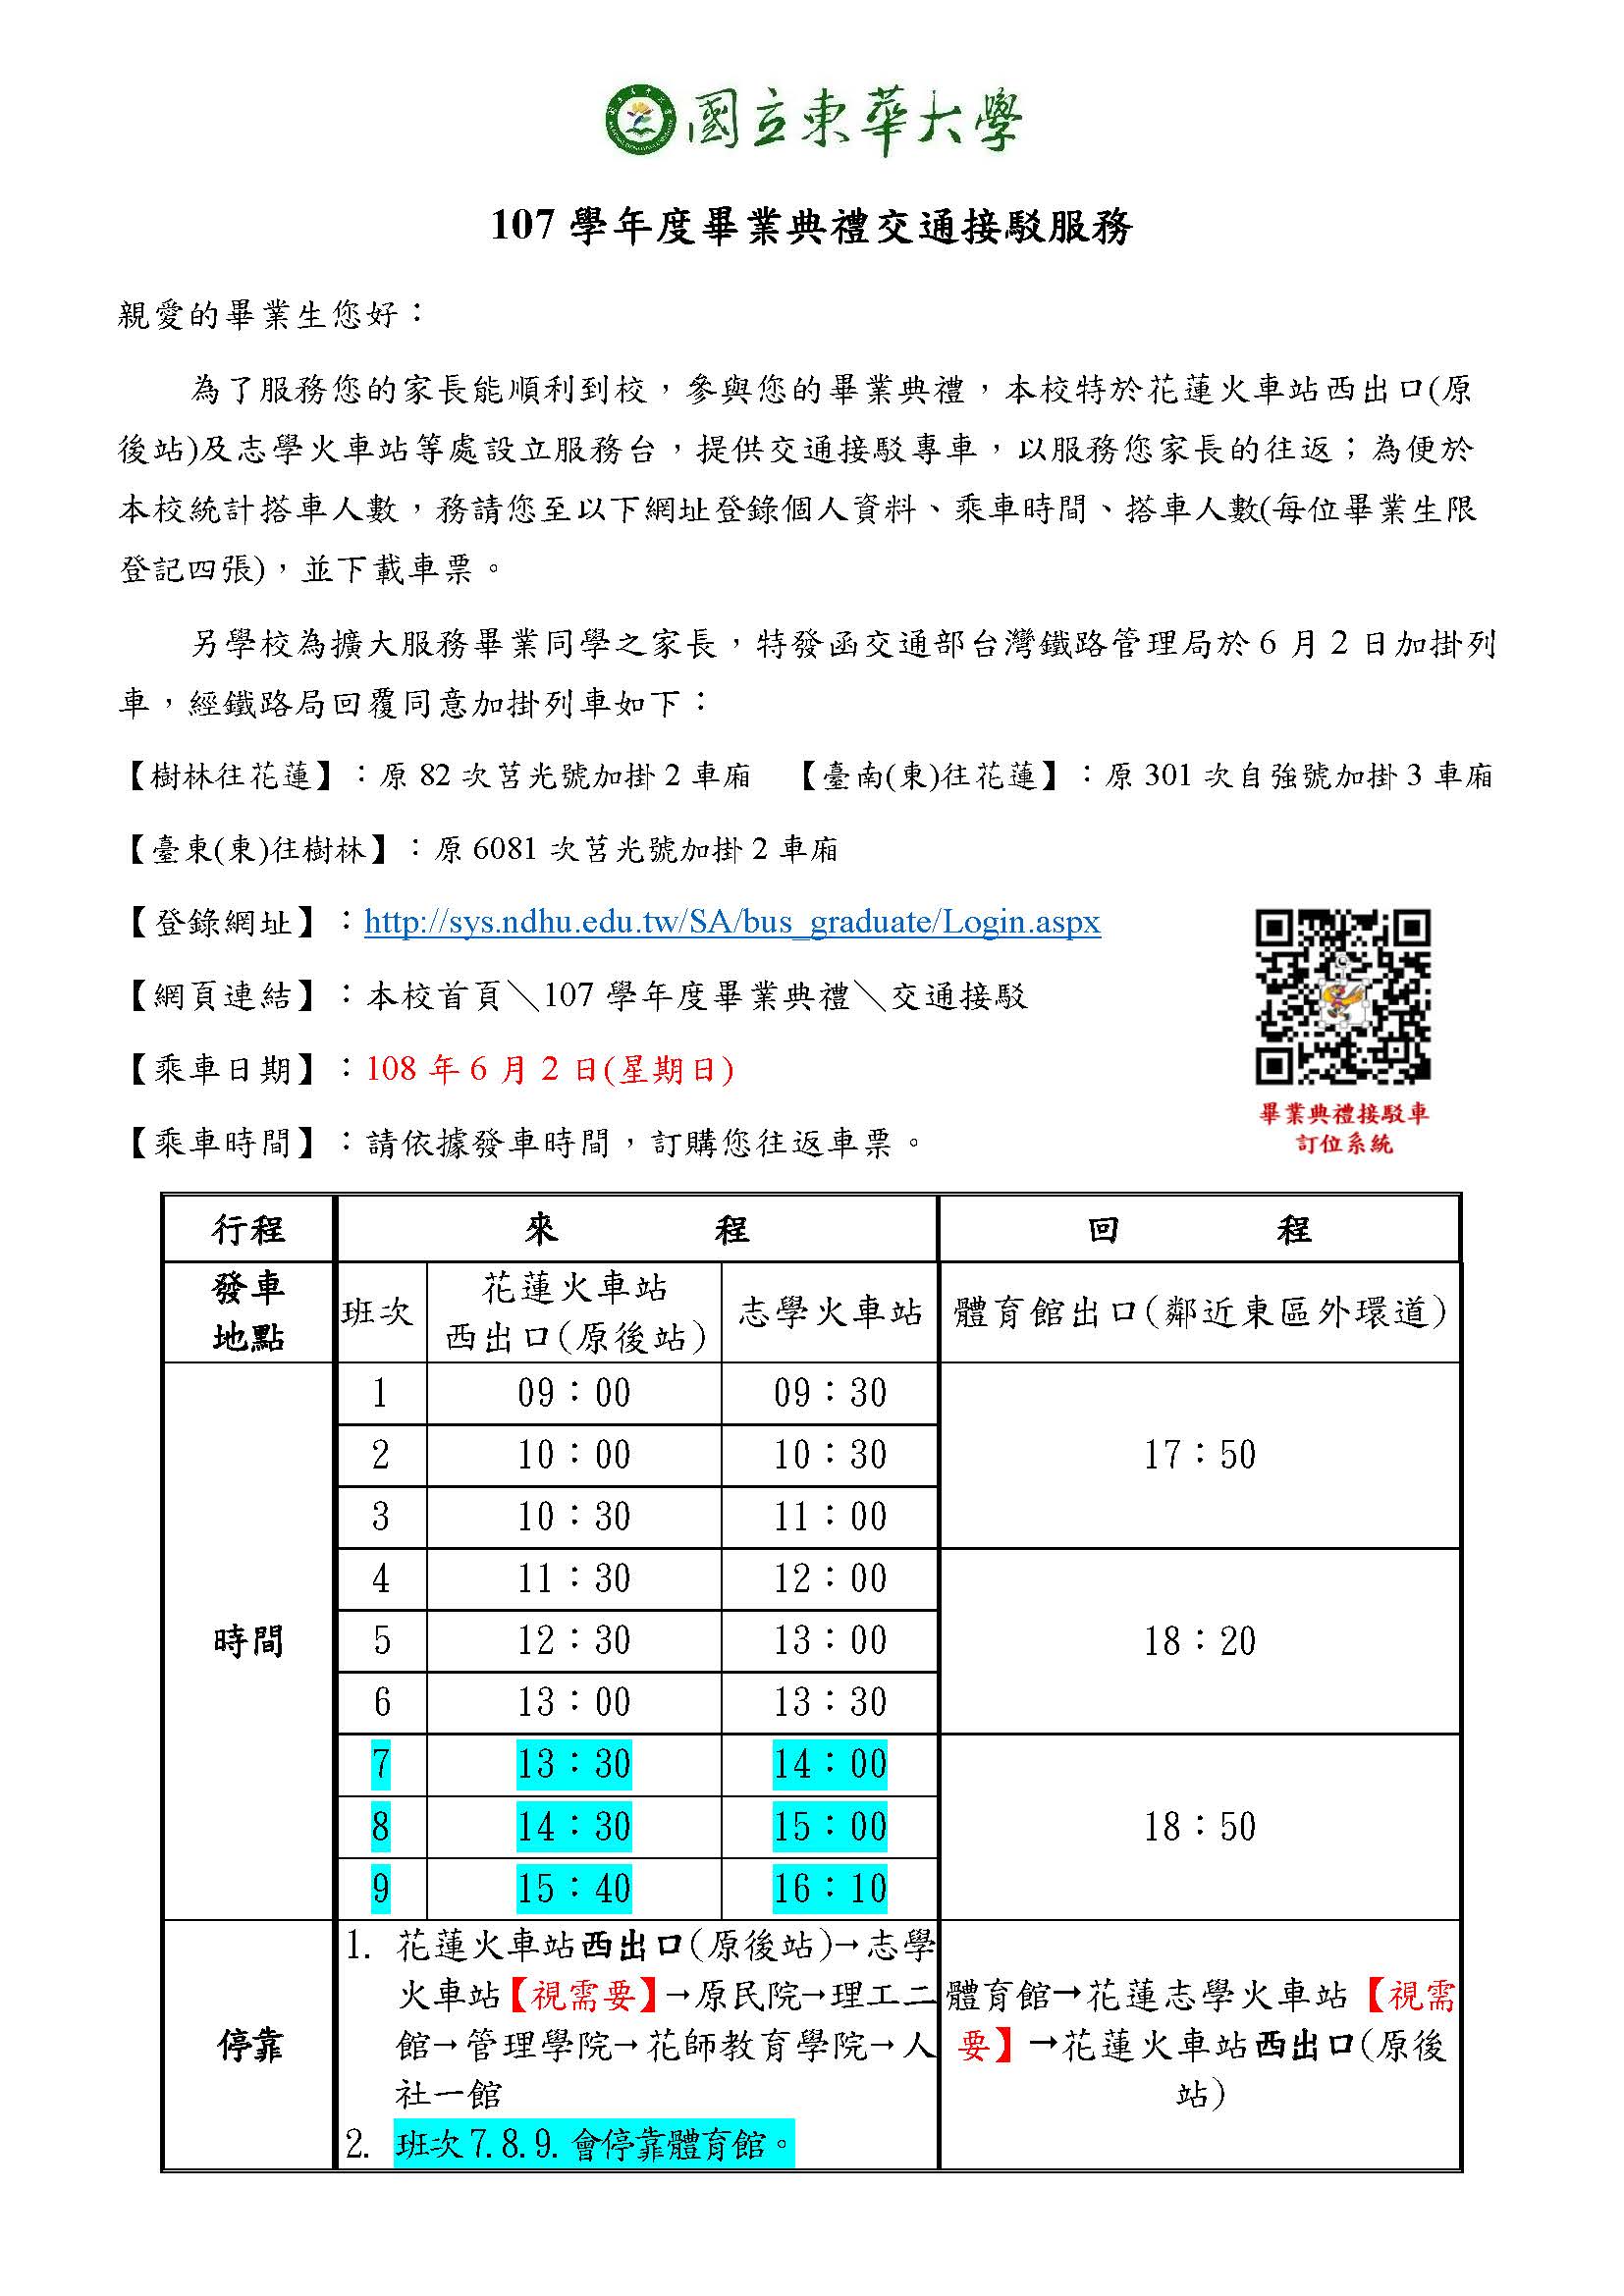 國立東華大學
107 學年度畢業典禮交通接駁服務
親愛的畢業生您好：
為了服務您的家長能順利到校，參與您的畢業典禮，本校特於花蓮火車站西出口(原
後站)及志學火車站等處設立服務台，提供交通接駁專車，以服務您家長的往返；為便於
本校統計搭車人數，務請您至以下網址登錄個人資料、乘車時間、搭車人數(每位畢業生限
登記四張)，並下載車票。
另學校為擴大服務畢業同學之家長，特發函交通部台灣鐵路管理局於 6 月 2 日加掛列
車，經鐵路局回覆同意加掛列車如下：
【樹林往花蓮】：原 82 次莒光號加掛 2 車廂 【臺南(東)往花蓮】：原 301 次自強號加掛 3 車廂
【臺東(東)往樹林】：原 6081 次莒光號加掛 2 車廂
【登錄網址】：http://sys.ndhu.edu.tw/SA/bus_graduate/Login.aspx
【網頁連結】：本校首頁╲107 學年度畢業典禮╲交通接駁
【乘車日期】：108 年 6 月 2 日(星期日)
【乘車時間】：請依據發車時間，訂購您往返車票。
畢業典禮接駁車
訂位系統
行程 來 程 回 程
發車
地點
班次
花蓮火車站
西出口(原後站)
志學火車站
體育館出口(鄰近東區外環道)
時間
1 09：00 09：30
2 10：00 10：30
3 10：30 11：00
17：50
4 11：30 12：00
5 12：30 13：00
6 13：00 13：30
18：20
7 13：30 14：00
8 14：30 15：00
9 15：40 16：10
18：50
停靠
1. 花蓮火車站西出口(原後站)→志學
火車站【視需要】→原民院→理工二
館→管理學院→花師教育學院→人
社一館
2. 班次 7.8.9.會停靠體育館。
體育館→花蓮志學火車站【視需
要】→花蓮火車站西出口(原後
站)